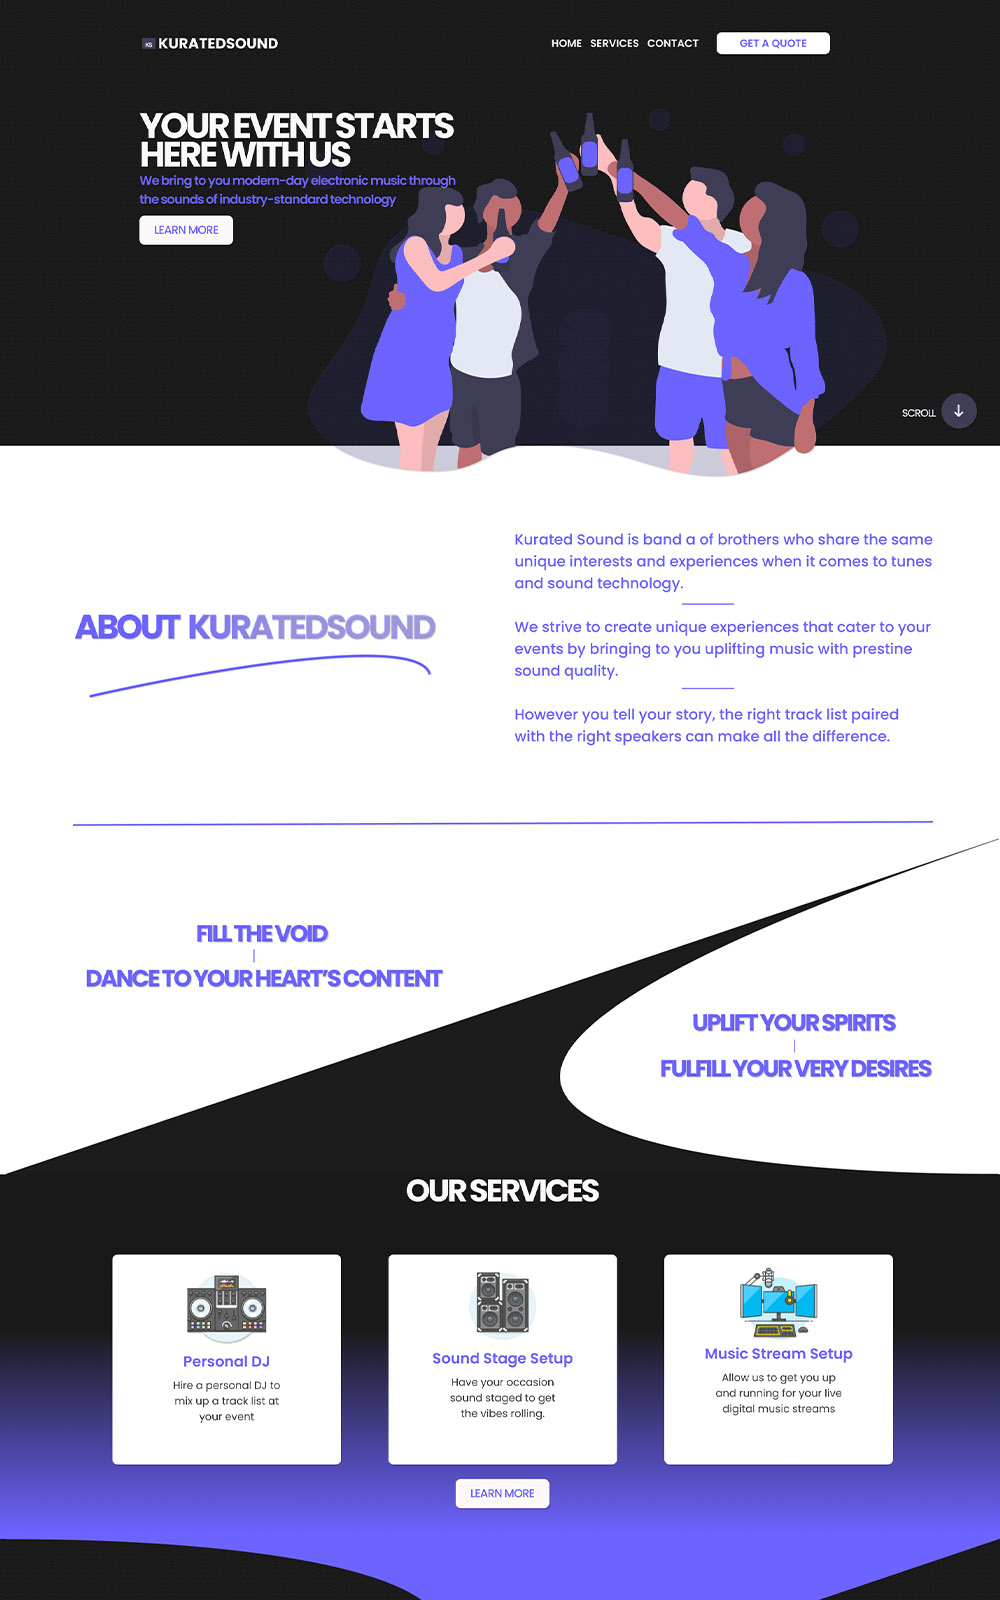 KS KURATEDSOUND
HOME SERVICES CONTACT GET A QUOTE
YOUR EVENT STARTS
HERE WITH US
We bring to you modern-day electronic music through
the sounds of industry-standard technology
LEARN MORE
SCROLL
ABOUT KURATEDSOUND
Kurated Sound is band a of brothers who share the same
unique interests and experiences when it comes to tunes
and sound technology.
We strive to create unique experiences that cater to your
events by bringing to you uplifting music with prestine
sound quality.
However you tell your story, the right track list paired
with the right speakers can make all the difference.
FILL THE VOID
DANCE TO YOUR HEART'S CONTENT
UPLIFT YOUR SPIRITS
FULFILL YOUR VERY DESIRES
OUR SERVICES
Personal DJ
Hire a personal DJ to
mix up a track list at
your event
Sound Stage Setup
Have your occasion
sound staged to get
the vibes rolling.
Music Stream Setup
Allow us to get you up
and running for your live
digital music streams
LEARN MORE